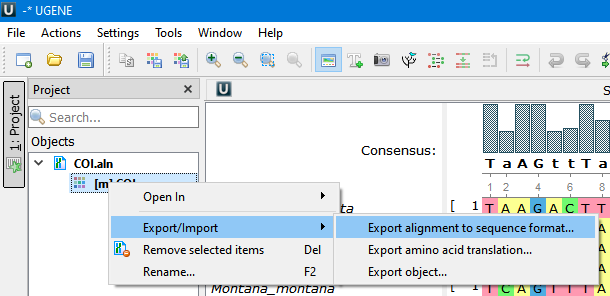 -* UGENE
File Actions Settings Tools Window Help
Project
1: Project
Search...
Objects
COI.aln
[m] COI
Consensus:
T a A G t t T a
1 2 4 6 8
[ 1 T A A G A C T T
Open In
Export/Import
Remove selected items Del
Rename... F2
Export alignment to sequence format...
Export amino acid translation...
Export object...
Montana_montana